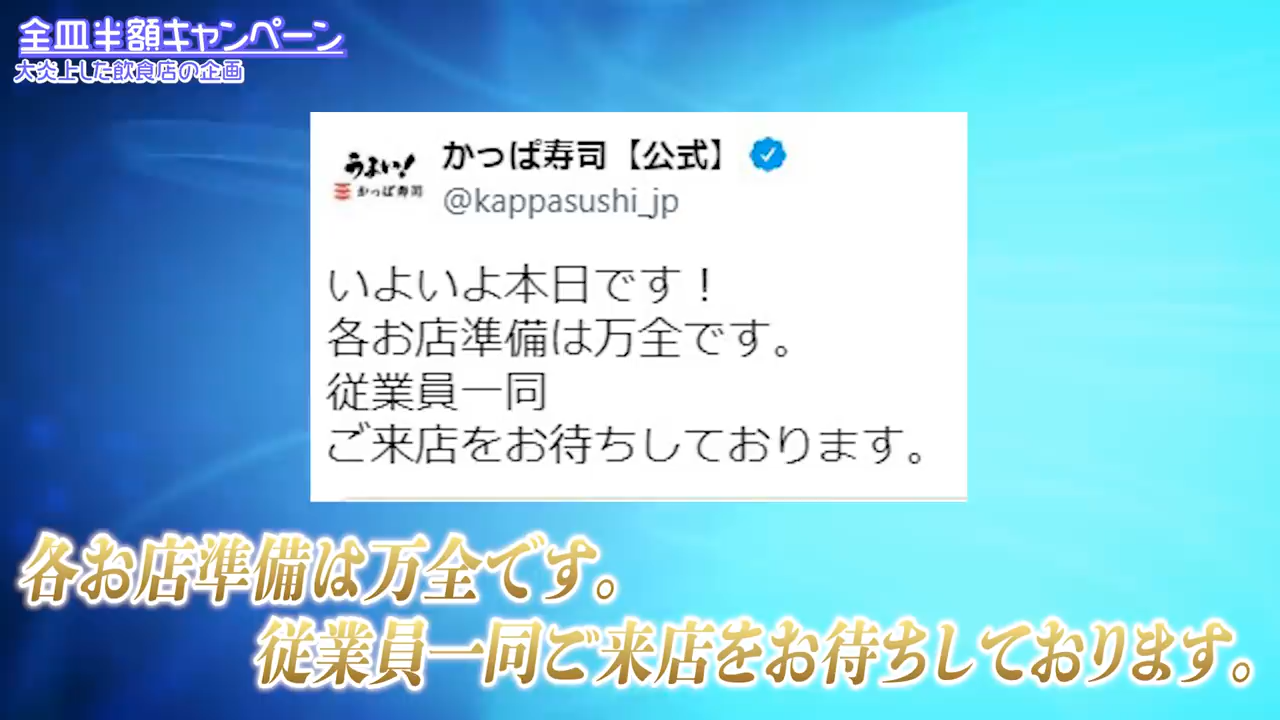 全皿半額キャンペーン
大炎上した飲食店の企画
うまい!
かっぱ寿司
かっぱ寿司【公式】
@kappasushi_jp
いよいよ本日です！
各お店準備は万全です。
従業員一同
ご来店をお待ちしております。
各お店準備は万全です。
従業員一同ご来店をお待ちしております。